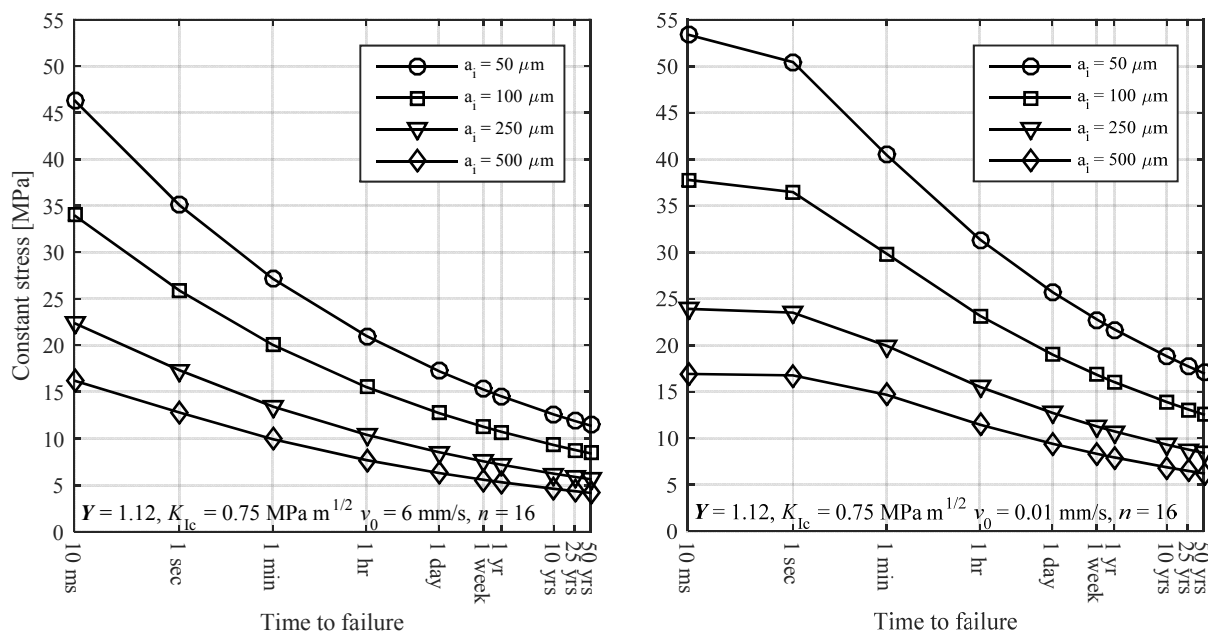 55
50
45
40
35
30
25
20
15
10
5
0
Constant stress [MPa]
a_i = 50 μm
a_i = 100 μm
a_i = 250 μm
a_i = 500 μm
Y = 1.12, K_Ic = 0.75 MPa m^1/2 v_0 = 6 mm/s, n = 16
10 ms
1 sec
1 min
1 hr
1 day
1 week
1 yr
10 yrs
25 yrs
50 yrs
Time to failure
55
50
45
40
35
30
25
20
15
10
5
0
a_i = 50 μm
a_i = 100 μm
a_i = 250 μm
a_i = 500 μm
Y = 1.12, K_Ic = 0.75 MPa m^1/2 v_0 = 0.01 mm/s, n = 16
10 ms
1 sec
1 min
1 hr
1 day
1 week
1 yr
10 yrs
25 yrs
50 yrs
Time to failure